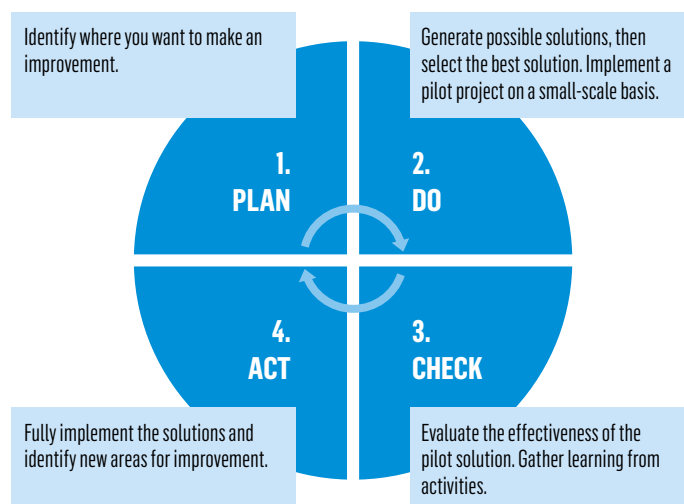 Identify where you want to make an
improvement.
Generate possible solutions, then
select the best solution. Implement a
pilot project on a small-scale basis.
1.
PLAN
2.
DO
4.
ACT
3.
CHECK
Fully implement the solutions and
identify new areas for improvement.
Evaluate the effectiveness of the
pilot solution. Gather learning from
activities.